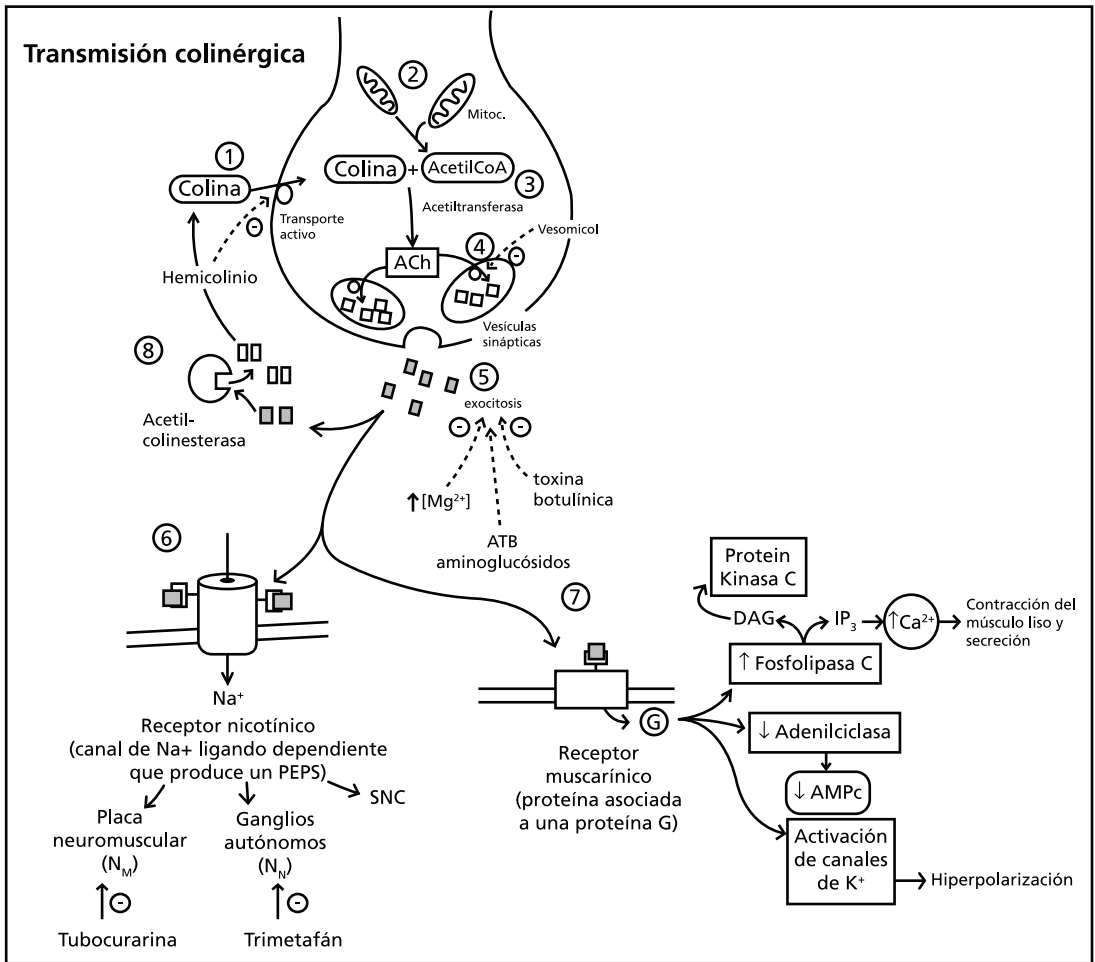 Transmisión colinérgica
2
Mitoc.
1
Colina
Colina + AcetilCoA
3
Transporte
activo
Acetiltransferasa
-
Hemicolinio
4
Vesomicol
-
ACh
Vesículas
sinápticas
8
Acetil-
colinesterasa
5
exocitosis
- -
↑[Mg²⁺]
toxina
botulínica
ATB
aminoglucósidos
6
Na⁺
Receptor nicotínico
(canal de Na+ ligando dependiente
que produce un PEPS)
SNC
Placa
neuromuscular
(N_M)
-
Tubocurarina
Ganglios
autónomos
(N_N)
-
Trimetafán
7
G
Receptor
muscarínico
(proteína asociada
a una proteína G)
Protein
Kinasa C
DAG
IP₃
↑Ca²⁺
Contracción del
músculo liso y
secreción
↑ Fosfolipasa C
↓ Adenilciclasa
↓ AMPc
Activación
de canales
de K⁺
Hiperpolarización